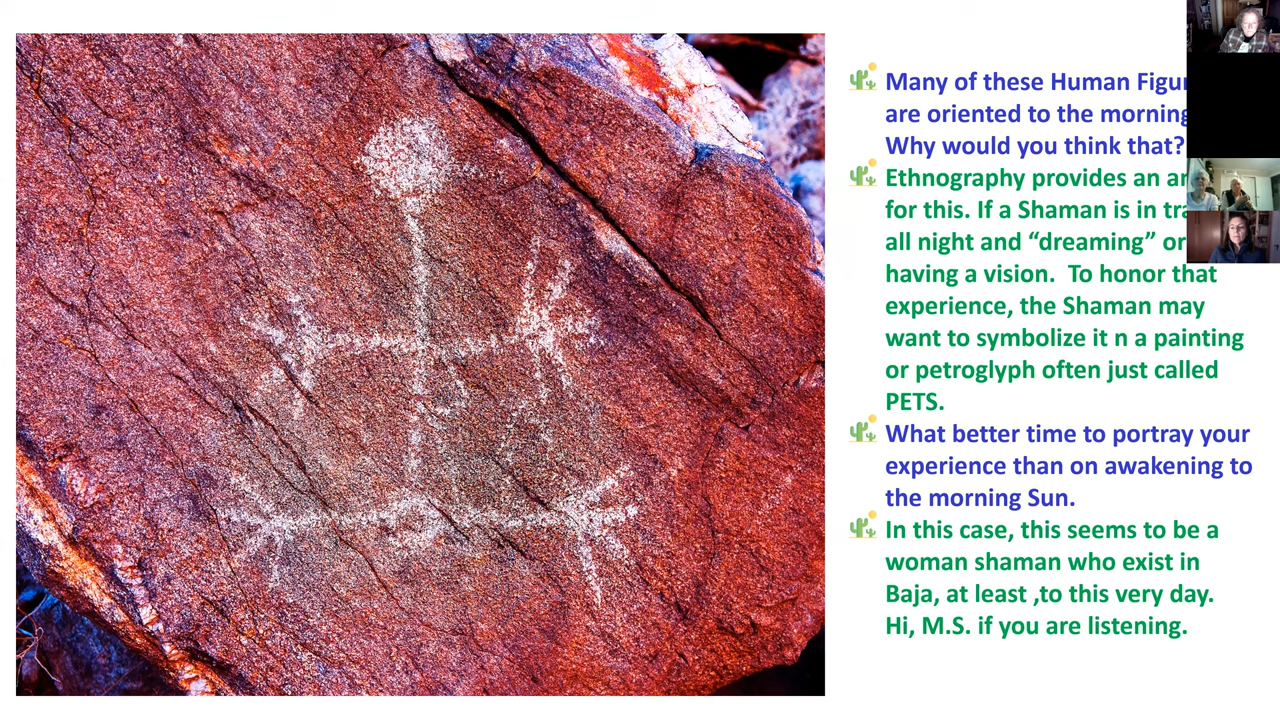 Many of these Human
are oriented to the morning
Why would you think that?
Ethnography provides an
for this. If a Shaman is in
all night and “dreaming” or
having a vision.  To honor that
experience, the Shaman may
want to symbolize it n a painting
or petroglyph often just called
PETS.
What better time to portray your
experience than on awakening to
the morning Sun.
In this case, this seems to be a
woman shaman who exist in
Baja, at least ,to this very day.
Hi, M.S. if you are listening.